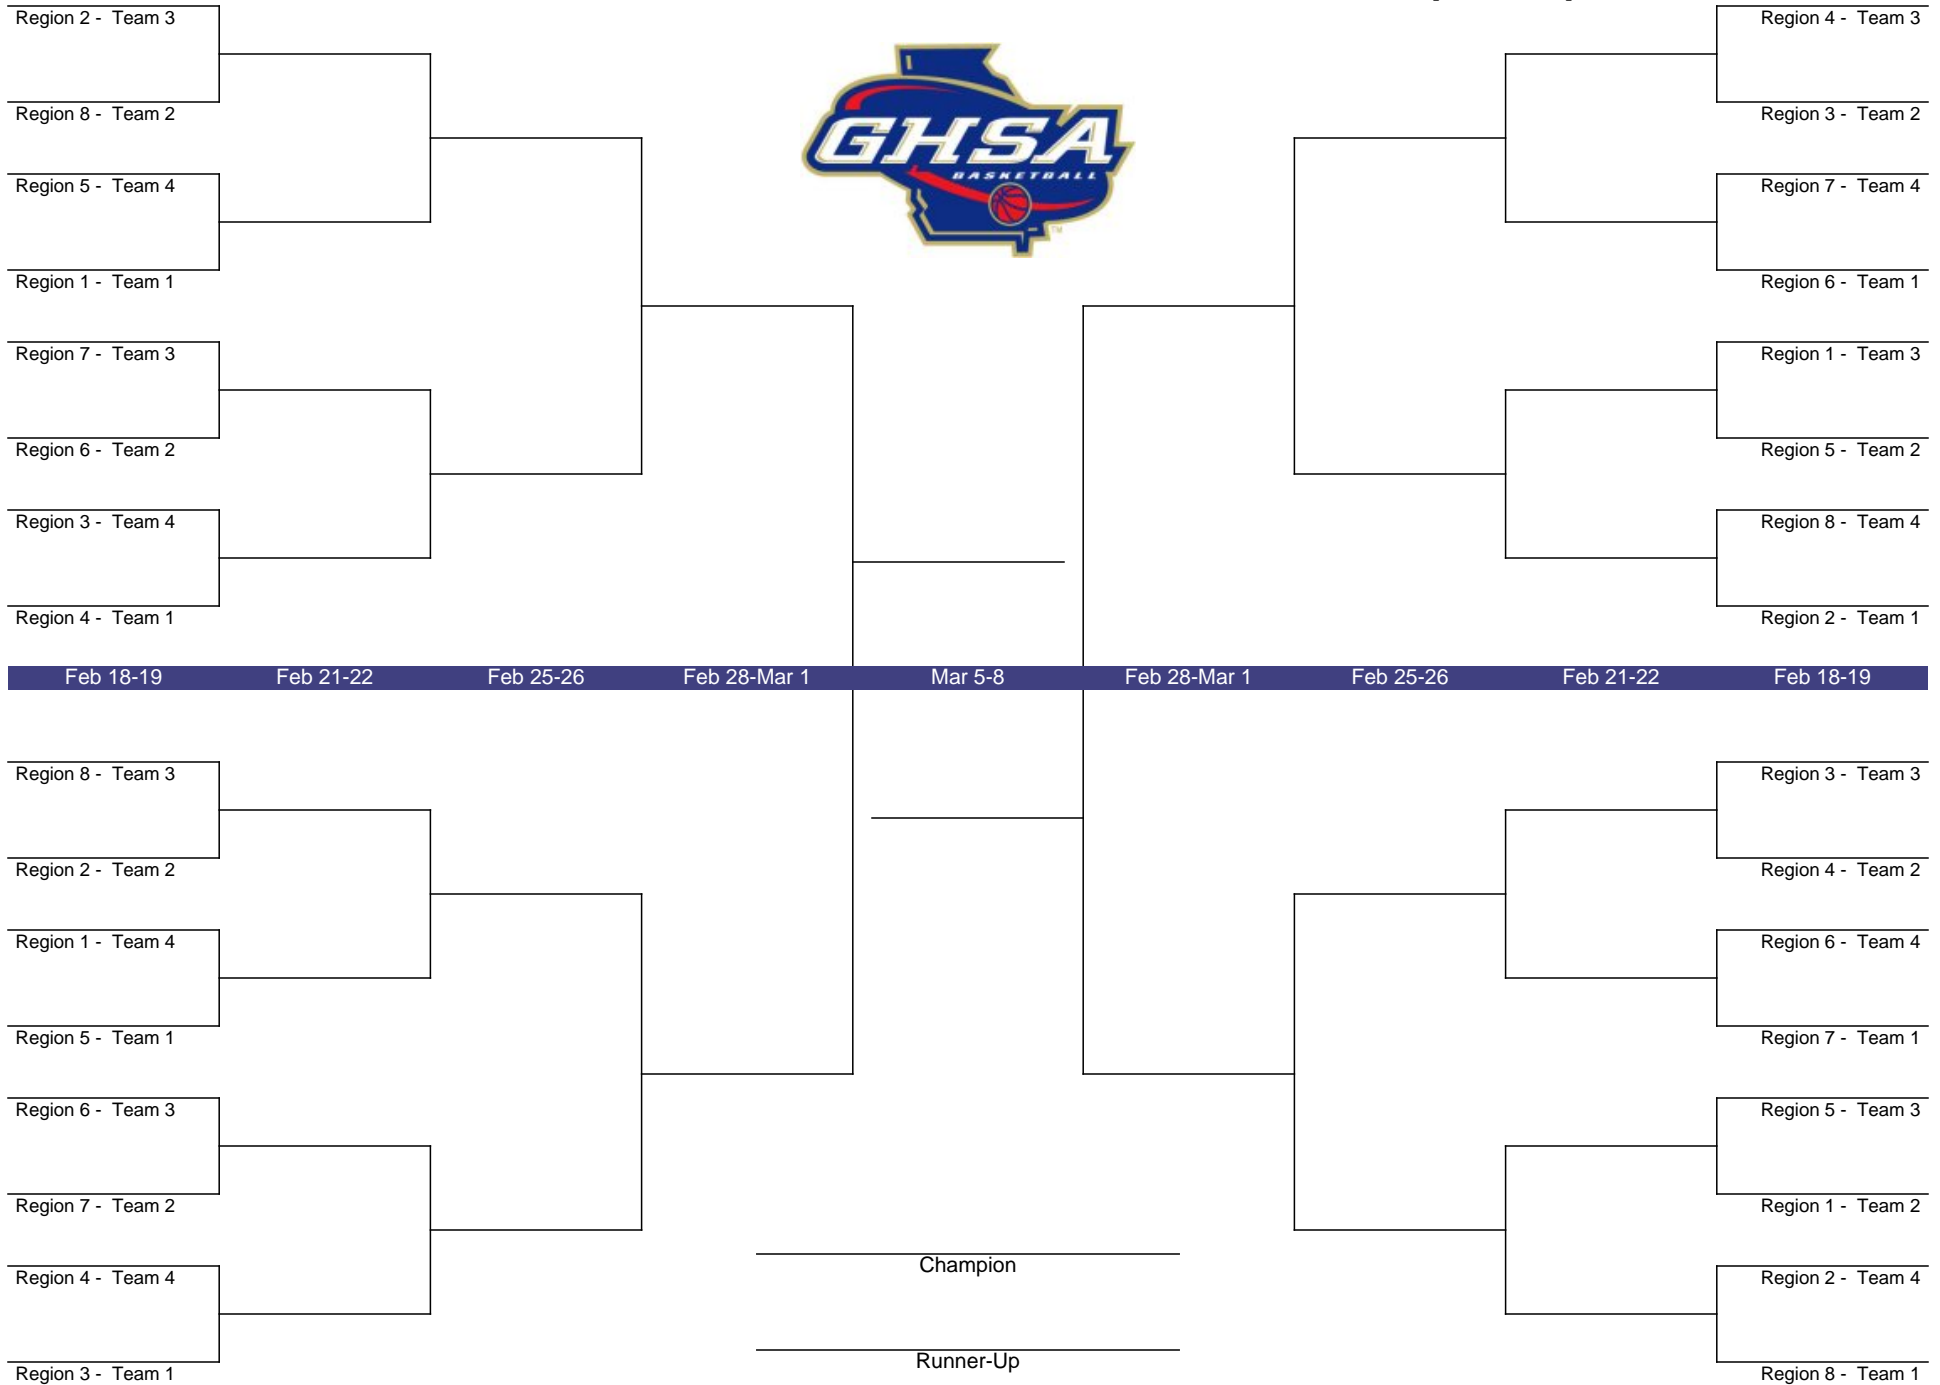 Region 2 - Team 3
Region 8 - Team 2
Region 5 - Team 4
Region 1 - Team 1
Region 7 - Team 3
Region 6 - Team 2
Region 3 - Team 4
Region 4 - Team 1
GHSA
BASKETBALL
TM
Region 4 - Team 3
Region 3 - Team 2
Region 7 - Team 4
Region 6 - Team 1
Region 1 - Team 3
Region 5 - Team 2
Region 8 - Team 4
Region 2 - Team 1
Feb 18-19 Feb 21-22 Feb 25-26 Feb 28-Mar 1 Mar 5-8 Feb 28-Mar 1 Feb 25-26 Feb 21-22 Feb 18-19
Region 8 - Team 3
Region 2 - Team 2
Region 1 - Team 4
Region 5 - Team 1
Region 6 - Team 3
Region 7 - Team 2
Region 4 - Team 4
Region 3 - Team 1
Champion
Runner-Up
Region 3 - Team 3
Region 4 - Team 2
Region 6 - Team 4
Region 7 - Team 1
Region 5 - Team 3
Region 1 - Team 2
Region 2 - Team 4
Region 8 - Team 1